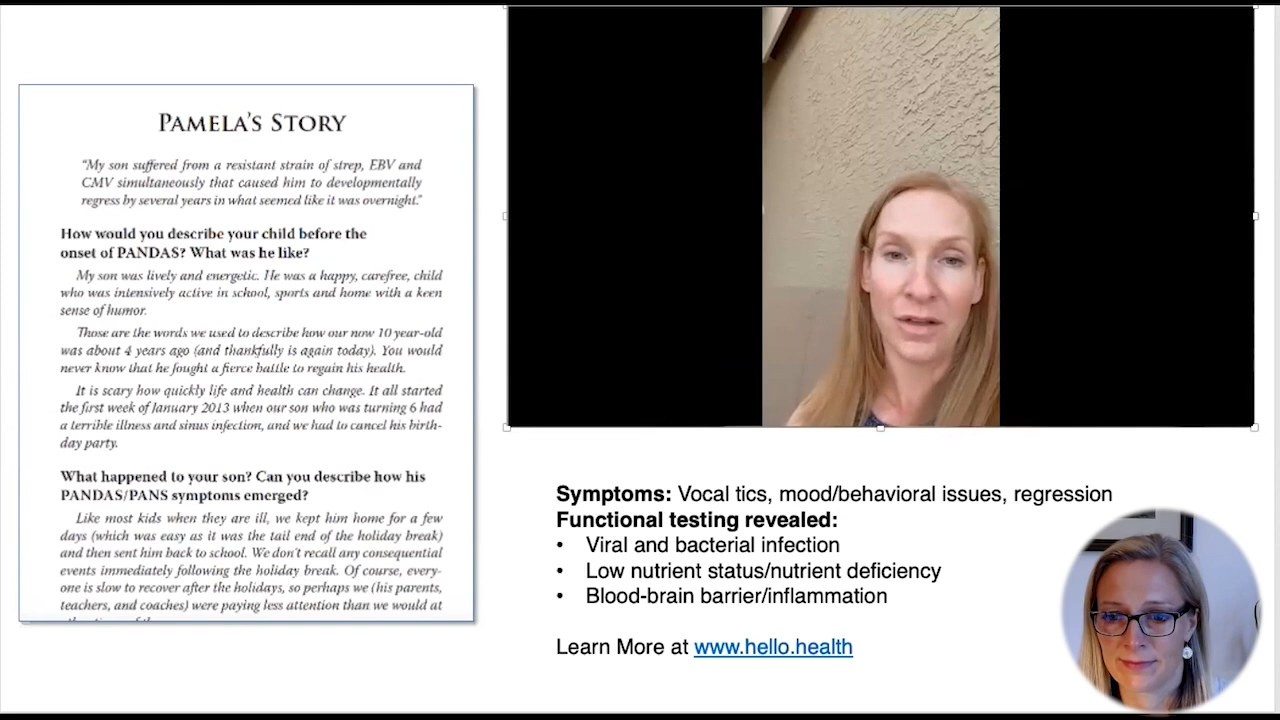 PAMELA'S STORY
"My son suffered from a resistant strain of strep, EBV and
CMV simultaneously that caused him to developmentally
regress by several years in what seemed like it was overnight."
How would you describe your child before the
onset of PANDAS? What was he like?
My son was lively and energetic. He was a happy, carefree, child
who was intensively active in school, sports and home with a keen
sense of humor.
Those are the words we used to describe how our now 10 year-old
was about 4 years ago (and thankfully is again today). You would
never know that he fought a fierce battle to regain his health.
It is scary how quickly life and health can change. It all started
the first week of January 2013 when our son who was turning 6 had
a terrible illness and sinus infection, and we had to cancel his birth-
day party.
What happened to your son? Can you describe how his
PANDAS/PANS symptoms emerged?
Like most kids when they are ill, we kept him home for a few
days (which was easy as it was the tail end of the holiday break)
and then sent him back to school. We don't recall any consequential
events immediately following the holiday break. Of course, every-
one is slow to recover after the holidays, so perhaps we (his parents,
teachers, and coaches) were paying less attention than we would at
Symptoms: Vocal tics, mood/behavioral issues, regression
Functional testing revealed:
• Viral and bacterial infection
• Low nutrient status/nutrient deficiency
• Blood-brain barrier/inflammation
Learn More at www.hello.health